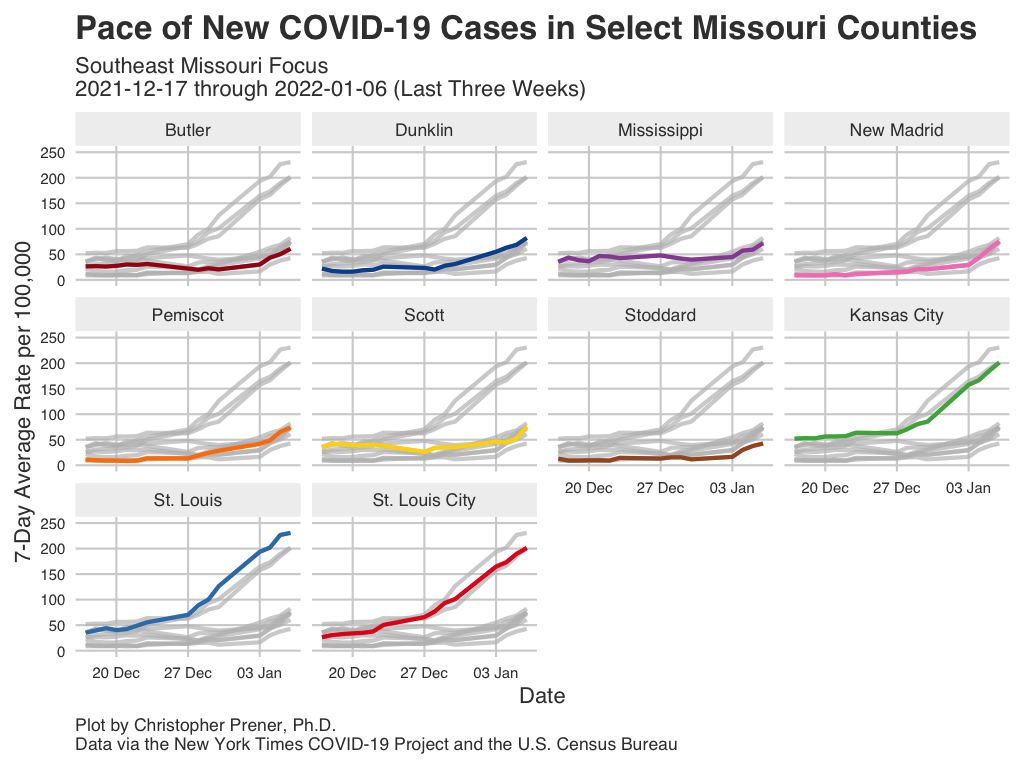 Pace of New COVID-19 Cases in Select Missouri Counties
Southeast Missouri Focus
2021-12-17 through 2022-01-06 (Last Three Weeks)
7-Day Average Rate per 100,000
Butler
Dunklin
Mississippi
New Madrid
250
200
150
100
50
0
Pemiscot
Scott
Stoddard
Kansas City
250
200
150
100
50
0
20 Dec
27 Dec
03 Jan
20 Dec
27 Dec
03 Jan
St. Louis
St. Louis City
250
200
150
100
50
0
20 Dec
27 Dec
03 Jan
20 Dec
27 Dec
03 Jan
Date
Plot by Christopher Prener, Ph.D.
Data via the New York Times COVID-19 Project and the U.S. Census Bureau